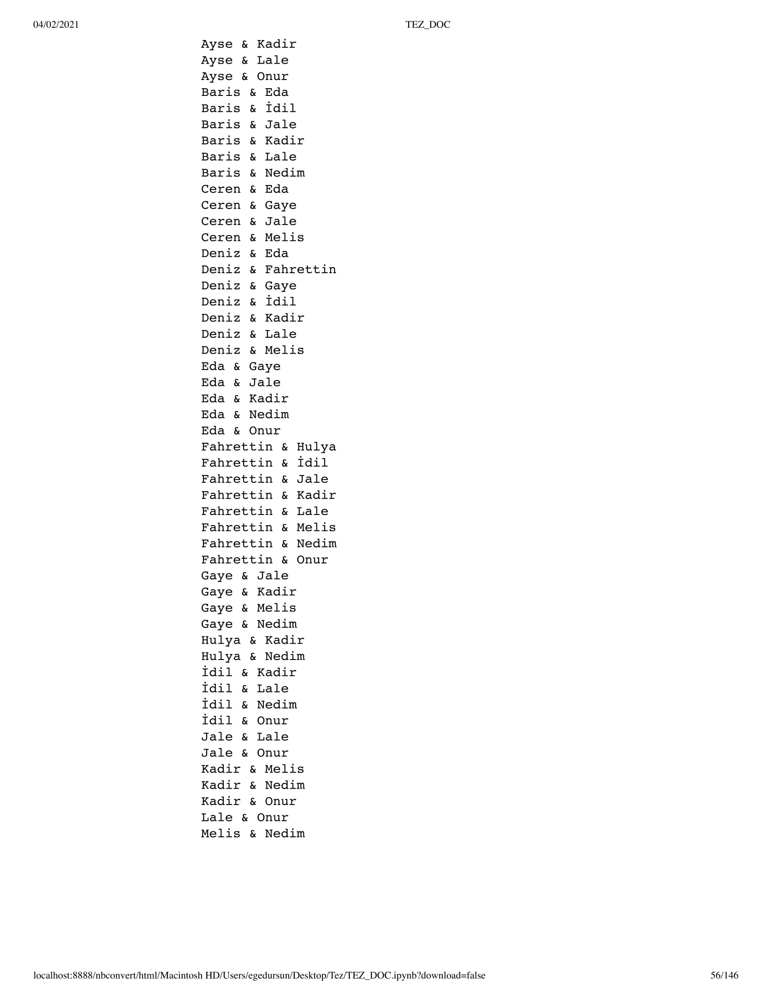 04/02/2021 TEZ_DOC
Ayse & Kadir
Ayse & Lale
Ayse & Onur
Baris & Eda
Baris & İdil
Baris & Jale
Baris & Kadir
Baris & Lale
Baris & Nedim
Ceren & Eda
Ceren & Gaye
Ceren & Jale
Ceren & Melis
Deniz & Eda
Deniz & Fahrettin
Deniz & Gaye
Deniz & İdil
Deniz & Kadir
Deniz & Lale
Deniz & Melis
Eda & Gaye
Eda & Jale
Eda & Kadir
Eda & Nedim
Eda & Onur
Fahrettin & Hulya
Fahrettin & İdil
Fahrettin & Jale
Fahrettin & Kadir
Fahrettin & Lale
Fahrettin & Melis
Fahrettin & Nedim
Fahrettin & Onur
Gaye & Jale
Gaye & Kadir
Gaye & Melis
Gaye & Nedim
Hulya & Kadir
Hulya & Nedim
İdil & Kadir
İdil & Lale
İdil & Nedim
İdil & Onur
Jale & Lale
Jale & Onur
Kadir & Melis
Kadir & Nedim
Kadir & Onur
Lale & Onur
Melis & Nedim
localhost:8888/nbconvert/html/Macintosh HD/Users/egedursun/Desktop/Tez/TEZ_DOC.ipynb?download=false 56/146